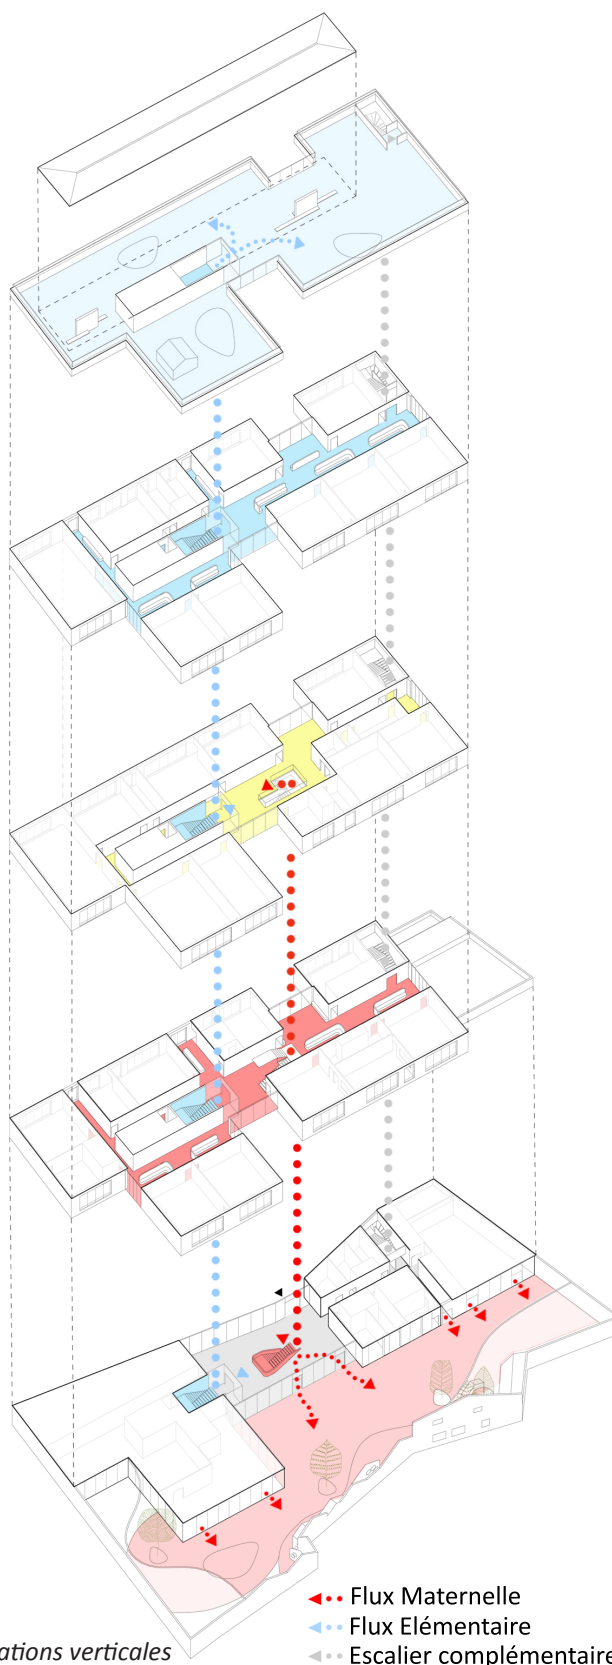 Flux Maternelle
Flux Elémentaire
ations verticales
Escalier complémentaire